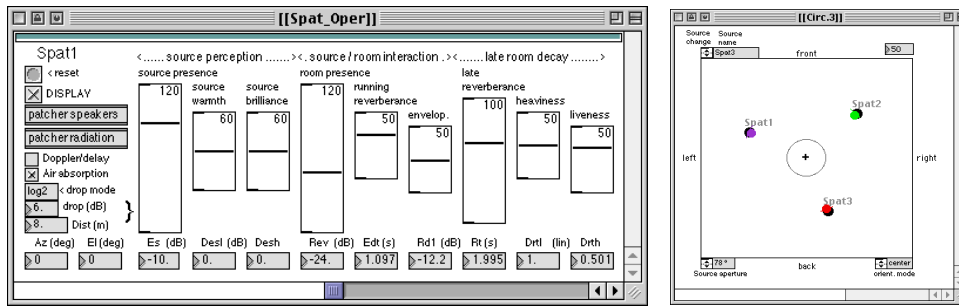 [[Spat_Oper]]
Spat1
<...... source perception .......><. source / room interaction .><....... late room decay ........>
< reset
source presence
room presence
late
DISPLAY
120
source warmth
source brilliance
120
running reverberance
reverberance
60
60
50
envelop.
100
heaviness
liveness
50
50
50
patcher speakers
patcher radiation
Doppler/delay
Air absorption
log2 < drop mode
6. drop (dB)
}
8. Dist (m)
Az (deg) El (deg) Es (dB) Desl (dB) Desh Rev (dB) Edt (s) Rd1 (dB) Rt (s) Drtl (lin) Drth
0 0 -10. 0. 0. -24. 1.097 -12.2 1.995 1. 0.501
[[Circ.3]]
Source change
Source name
Spat3
front
50
Spat2
Spat1
left
right
Spat3
78°
back
center
Source aperture
orient. mode